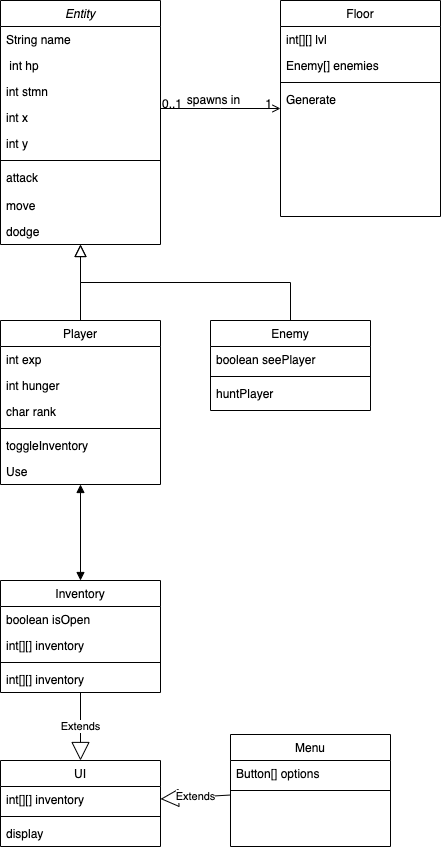 Entity
String name
int hp
int stmn
int x
int y
attack
move
dodge
0..1 spawns in 1
Floor
int[][] lvl
Enemy[] enemies
Generate
Player
int exp
int hunger
char rank
toggleInventory
Use
Enemy
boolean seePlayer
huntPlayer
Inventory
boolean isOpen
int[][] inventory
int[][] inventory
Extends
UI
int[][] inventory
display
Extends
Menu
Button[] options